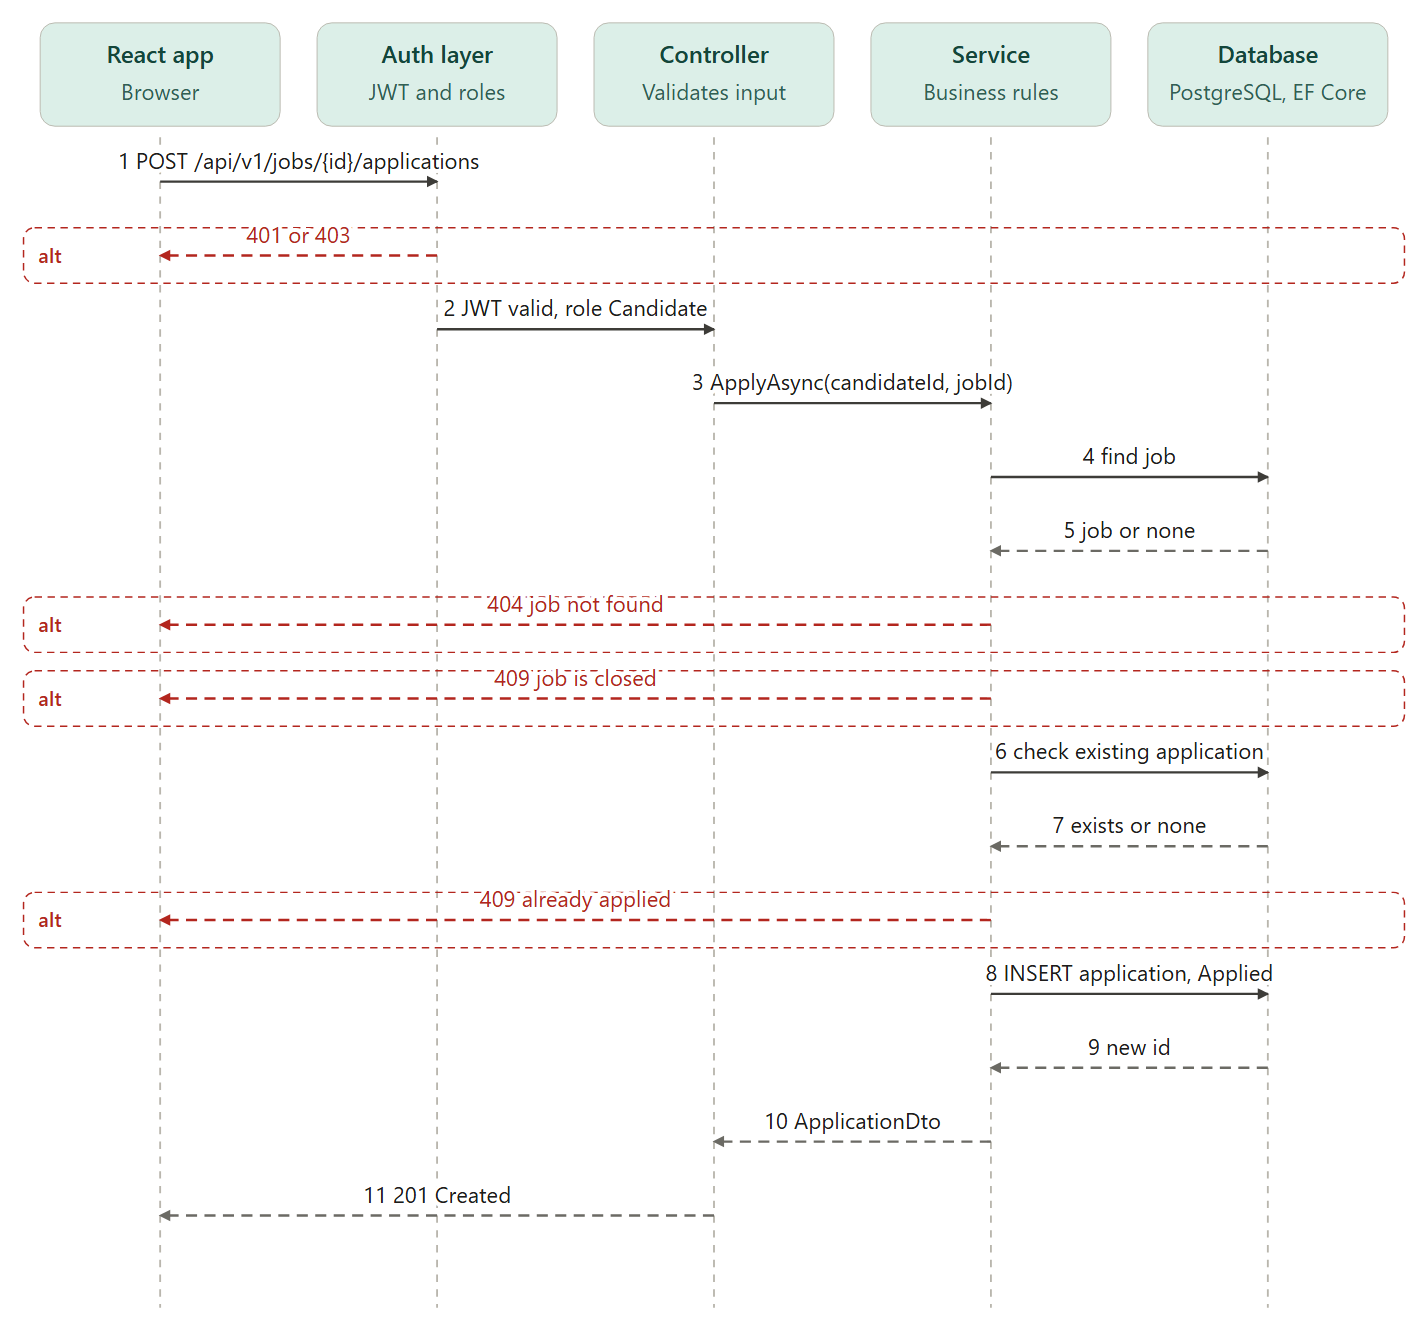 React app
Browser
Auth layer
JWT and roles
Controller
Validates input
Service
Business rules
Database
PostgreSQL, EF Core
1 POST /api/v1/jobs/{id}/applications
alt
401 or 403
2 JWT valid, role Candidate
3 ApplyAsync(candidateId, jobId)
4 find job
5 job or none
alt
404 job not found
alt
409 job is closed
6 check existing application
7 exists or none
alt
409 already applied
8 INSERT application, Applied
9 new id
10 ApplicationDto
11 201 Created